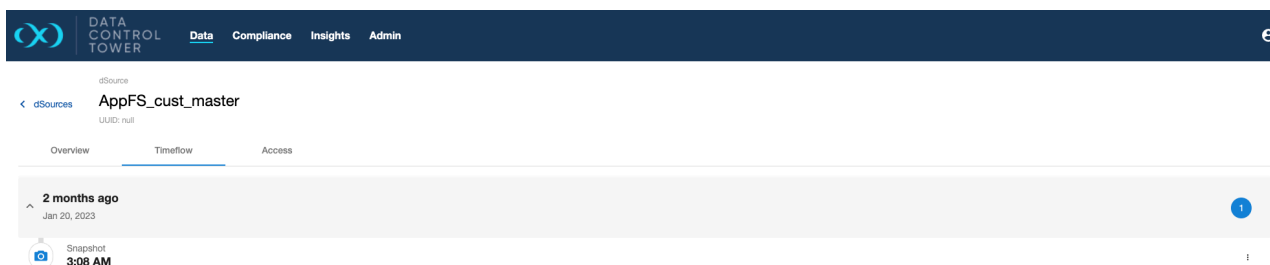 DATA
CONTROL
TOWER
Data Compliance Insights Admin
dSource
dSources
AppFS_cust_master
UUID: null
Overview Timeflow Access
2 months ago
Jan 20, 2023
1
Snapshot
3:08 AM